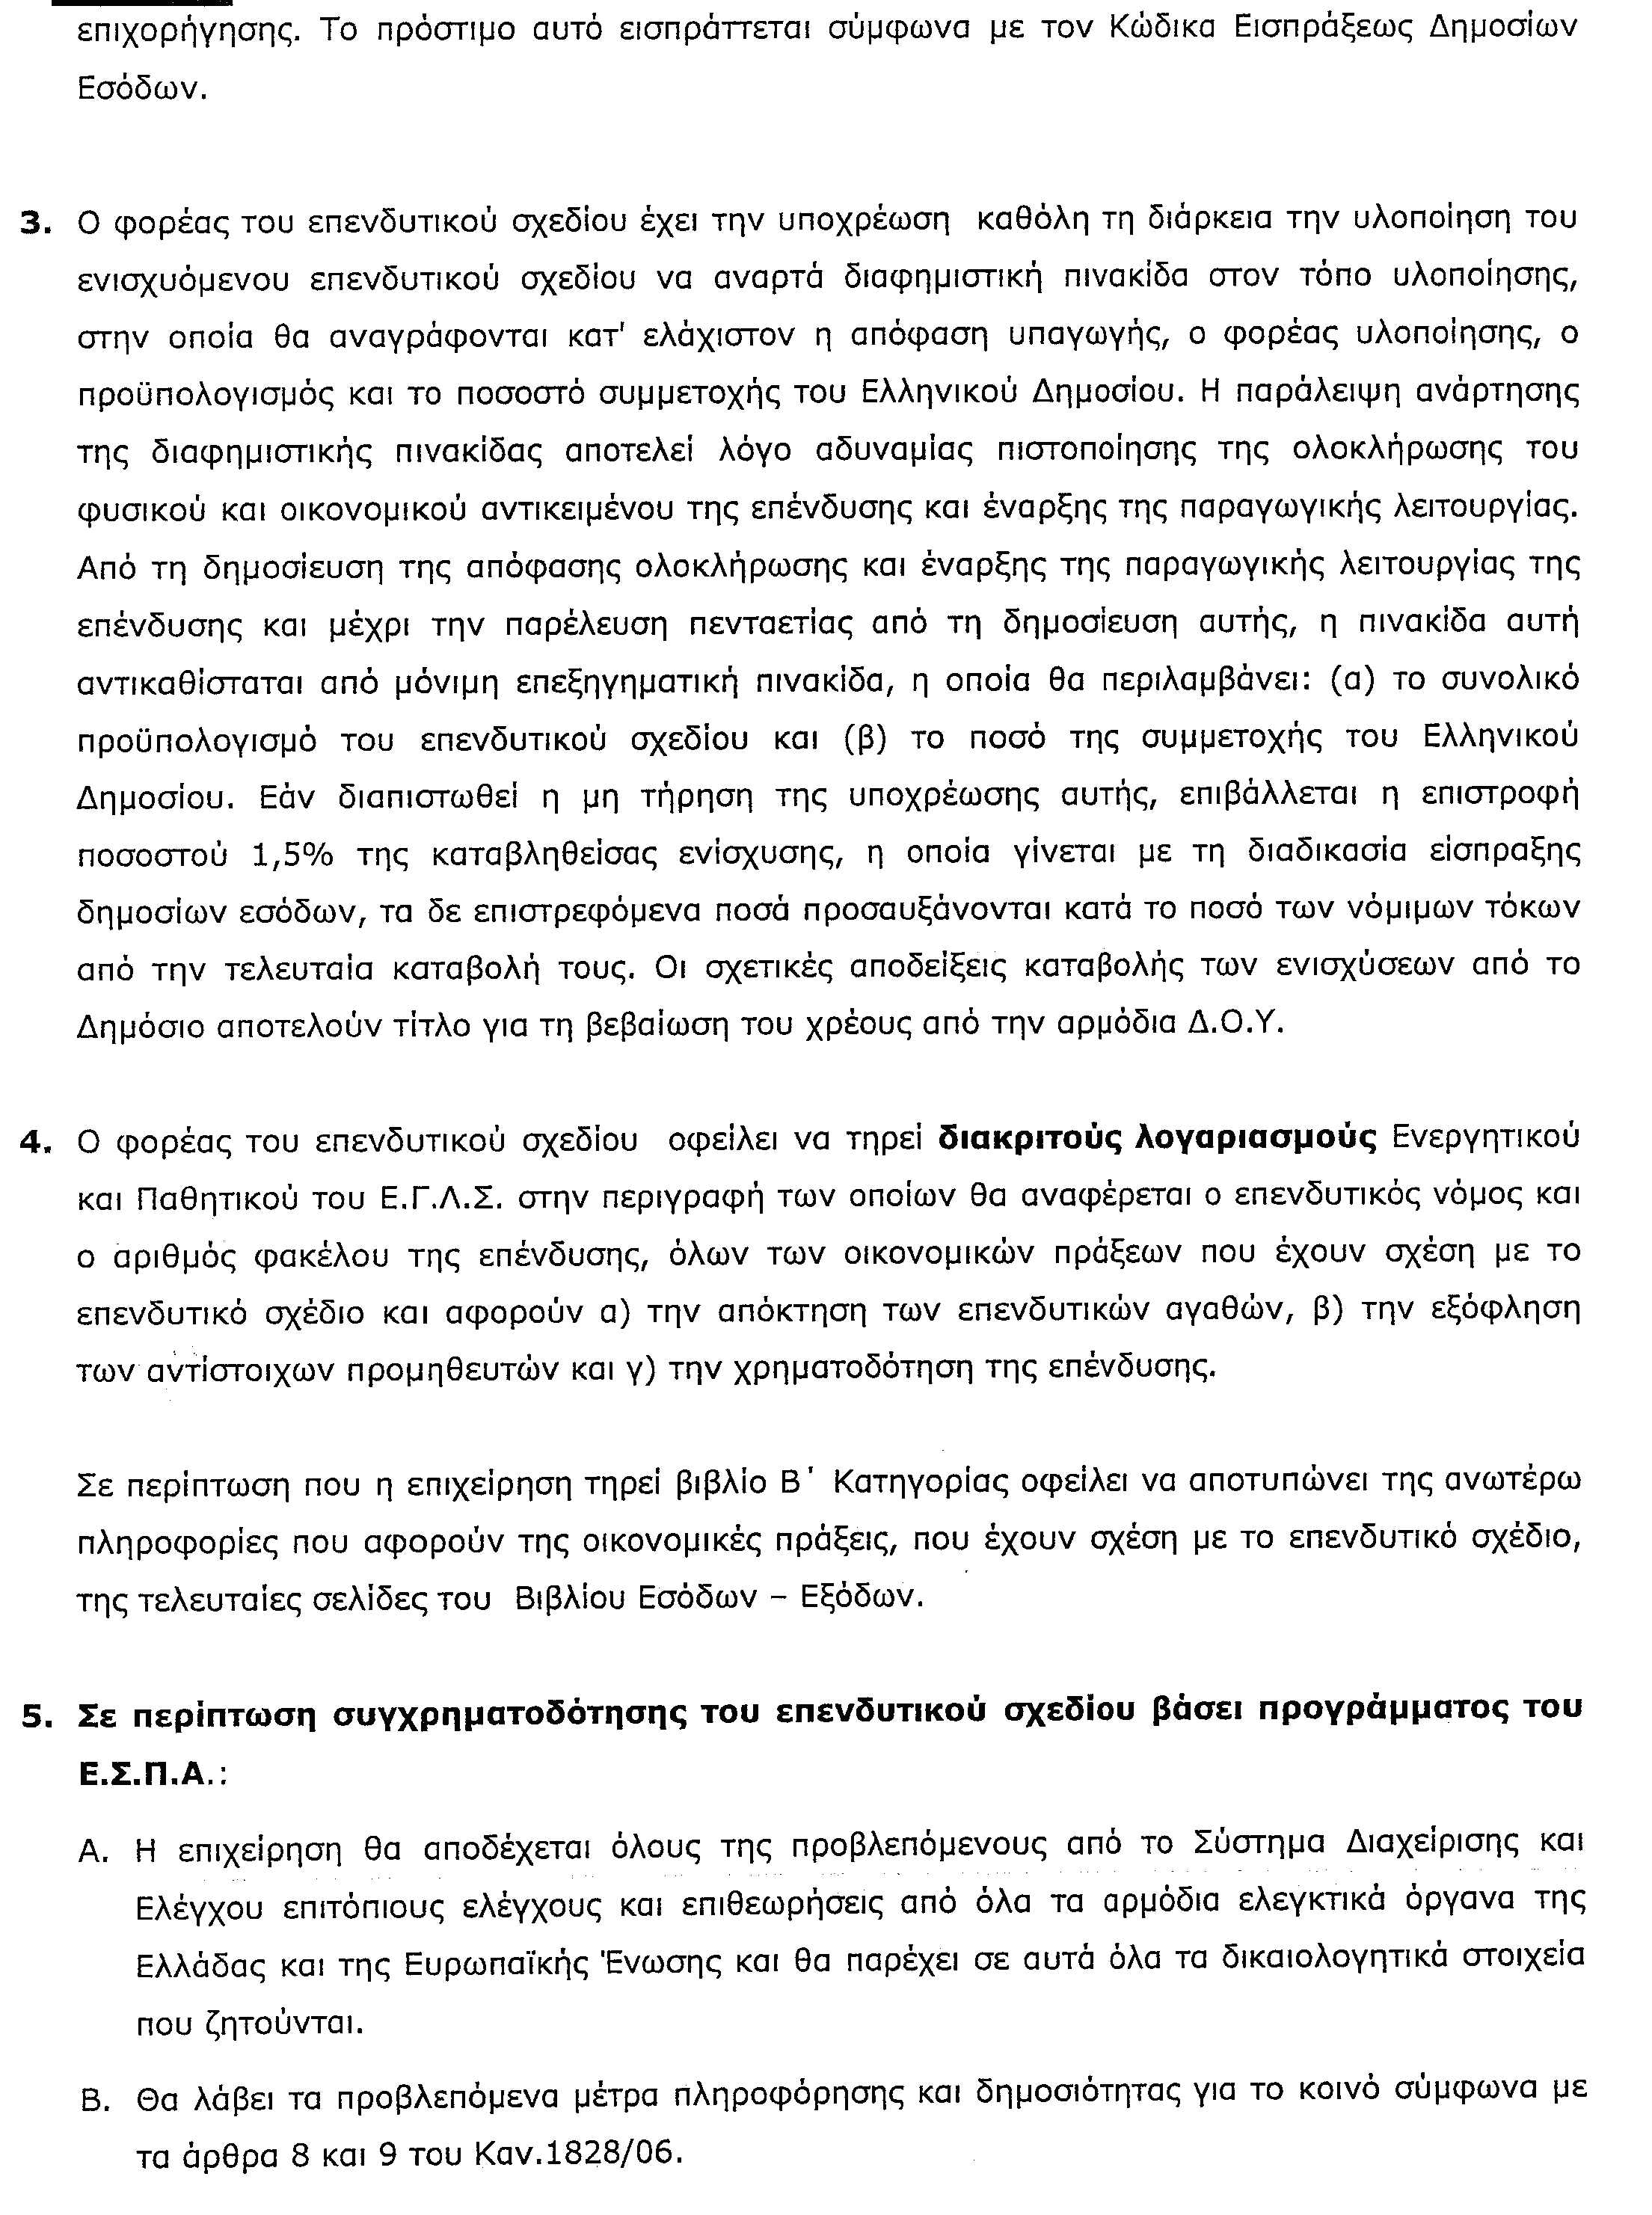 επιχορήγησης. Το πρόστιμο αυτό εισπράττεται σύμφωνα με τον Κώδικα Εισπράξεως Δημοσίων
Εσόδων.
3. Ο φορέας του επενδυτικού σχεδίου έχει την υποχρέωση καθόλη τη διάρκεια την υλοποίηση του
ενισχυόμενου επενδυτικού σχεδίου να αναρτά διαφημιστική πινακίδα στον τόπο υλοποίησης,
στην οποία θα αναγράφονται κατ' ελάχιστον η απόφαση υπαγωγής, ο φορέας υλοποίησης, ο
προϋπολογισμός και το ποσοστό συμμετοχής του Ελληνικού Δημοσίου. Η παράλειψη ανάρτησης
της διαφημιστικής πινακίδας αποτελεί λόγο αδυναμίας πιστοποίησης της ολοκλήρωσης του
φυσικού και οικονομικού αντικειμένου της επένδυσης και έναρξης της παραγωγικής λειτουργίας.
Από τη δημοσίευση της απόφασης ολοκλήρωσης και έναρξης της παραγωγικής λειτουργίας της
επένδυσης και μέχρι την παρέλευση πενταετίας από τη δημοσίευση αυτής, η πινακίδα αυτή
αντικαθίσταται από μόνιμη επεξηγηματική πινακίδα, η οποία θα περιλαμβάνει: (α) το συνολικό
προϋπολογισμό του επενδυτικού σχεδίου και (β) το ποσό της συμμετοχής του Ελληνικού
Δημοσίου. Εάν διαπιστωθεί η μη τήρηση της υποχρέωσης αυτής, επιβάλλεται η επιστροφή
ποσοστού 1,5% της καταβληθείσας ενίσχυσης, η οποία γίνεται με τη διαδικασία είσπραξης
δημοσίων εσόδων, τα δε επιστρεφόμενα ποσά προσαυξάνονται κατά το ποσό των νόμιμων τόκων
από την τελευταία καταβολή τους. Οι σχετικές αποδείξεις καταβολής των ενισχύσεων από το
Δημόσιο αποτελούν τίτλο για τη βεβαίωση του χρέους από την αρμόδια Δ.Ο.Υ.
4. Ο φορέας του επενδυτικού σχεδίου οφείλει να τηρεί διακριτούς λογαριασμούς Ενεργητικού
και Παθητικού του Ε.Γ.Λ.Σ. στην περιγραφή των οποίων θα αναφέρεται ο επενδυτικός νόμος και
ο αριθμός φακέλου της επένδυσης, όλων των οικονομικών πράξεων που έχουν σχέση με το
επενδυτικό σχέδιο και αφορούν α) την απόκτηση των επενδυτικών αγαθών, β) την εξόφληση
των αντίστοιχων προμηθευτών και γ) την χρηματοδότηση της επένδυσης.
Σε περίπτωση που η επιχείρηση τηρεί βιβλίο Β΄ Κατηγορίας οφείλει να αποτυπώνει της ανωτέρω
πληροφορίες που αφορούν της οικονομικές πράξεις, που έχουν σχέση με το επενδυτικό σχέδιο,
της τελευταίες σελίδες του Βιβλίου Εσόδων – Εξόδων.
5. Σε περίπτωση συγχρηματοδότησης του επενδυτικού σχεδίου βάσει προγράμματος του
Ε.Σ.Π.Α.:
Α. Η επιχείρηση θα αποδέχεται όλους της προβλεπόμενους από το Σύστημα Διαχείρισης και
Ελέγχου επιτόπιους ελέγχους και επιθεωρήσεις από όλα τα αρμόδια ελεγκτικά όργανα της
Ελλάδας και της Ευρωπαϊκής Ένωσης και θα παρέχει σε αυτά όλα τα δικαιολογητικά στοιχεία
που ζητούνται.
Β. Θα λάβει τα προβλεπόμενα μέτρα πληροφόρησης και δημοσιότητας για το κοινό σύμφωνα με
τα άρθρα 8 και 9 του Καν.1828/06.